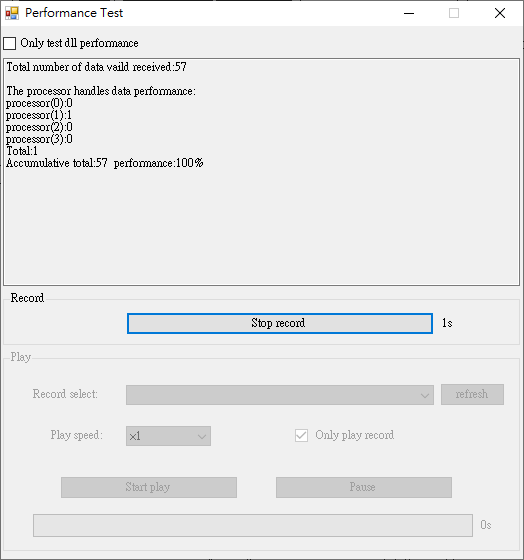 Performance Test
Only test dll performance
Total number of data vaild received:57
The processor handles data performance:
processor(0):0
processor(1):1
processor(2):0
processor(3):0
Total:1
Accumulative total:57 performance:100%
Record
Stop record 1s
Play
Record select: refresh
Play speed: x1 Only play record
Start play Pause
0s